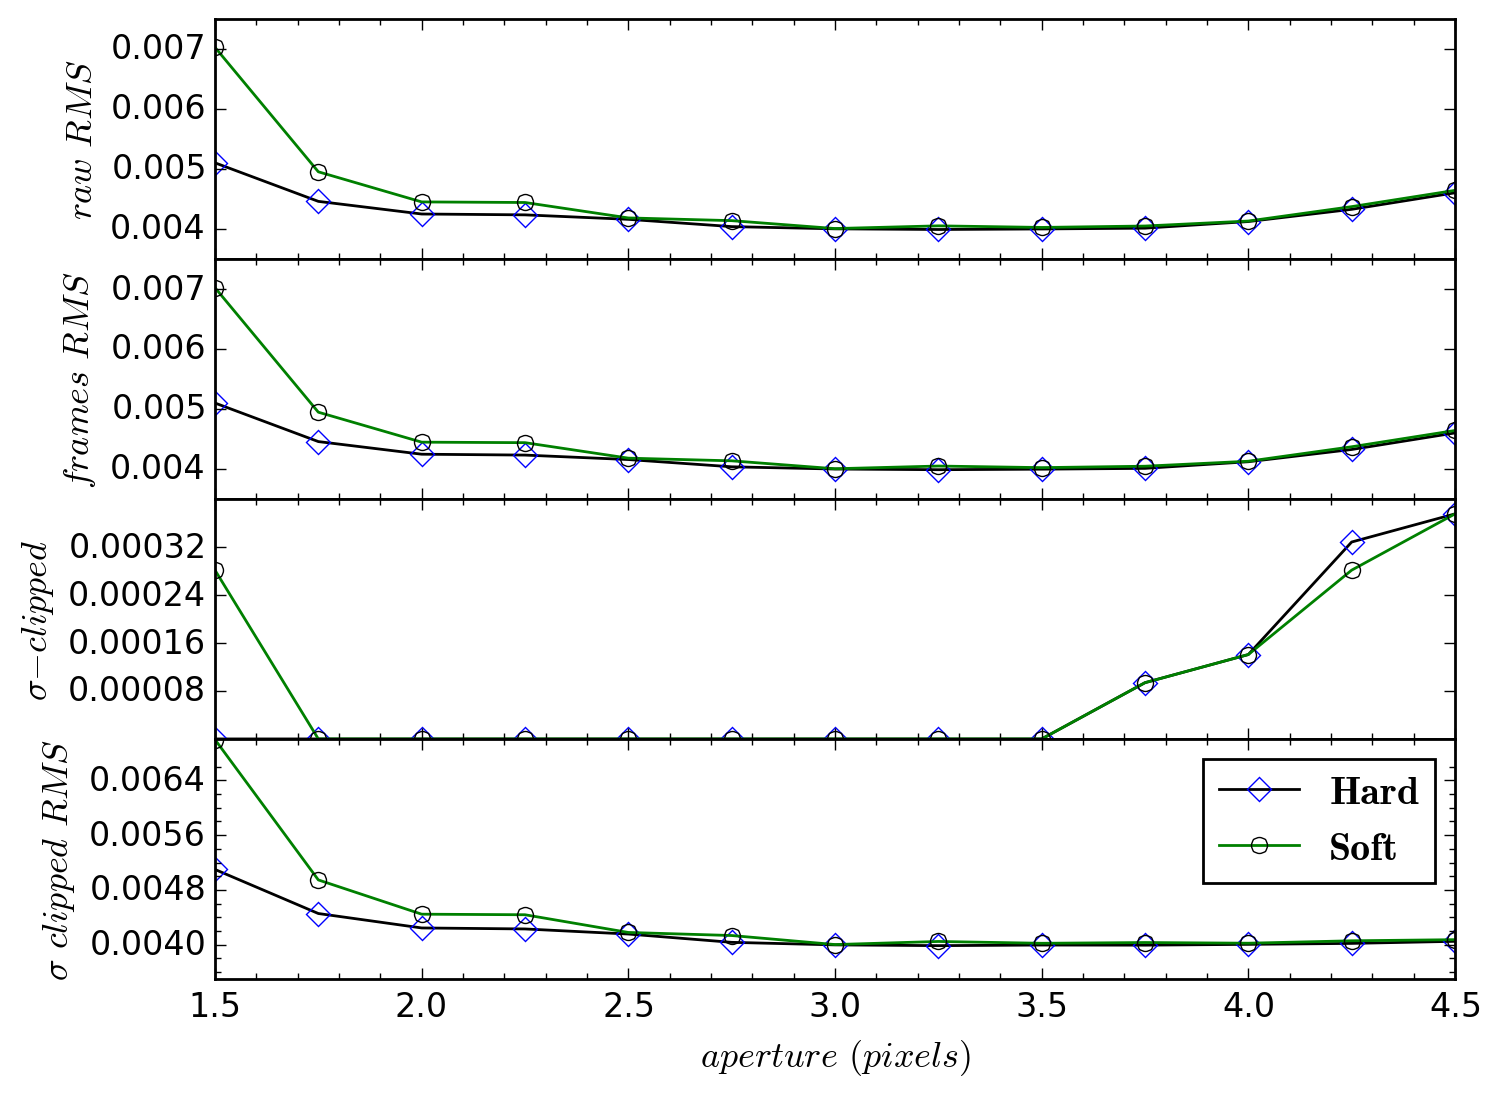 raw RMS
0.007
0.006
0.005
0.004
frames RMS
0.007
0.006
0.005
0.004
σ−clipped
0.00032
0.00024
0.00016
0.00008
σ clipped RMS
0.0064
0.0056
0.0048
0.0040
Hard
Soft
1.5 2.0 2.5 3.0 3.5 4.0 4.5
aperture (pixels)